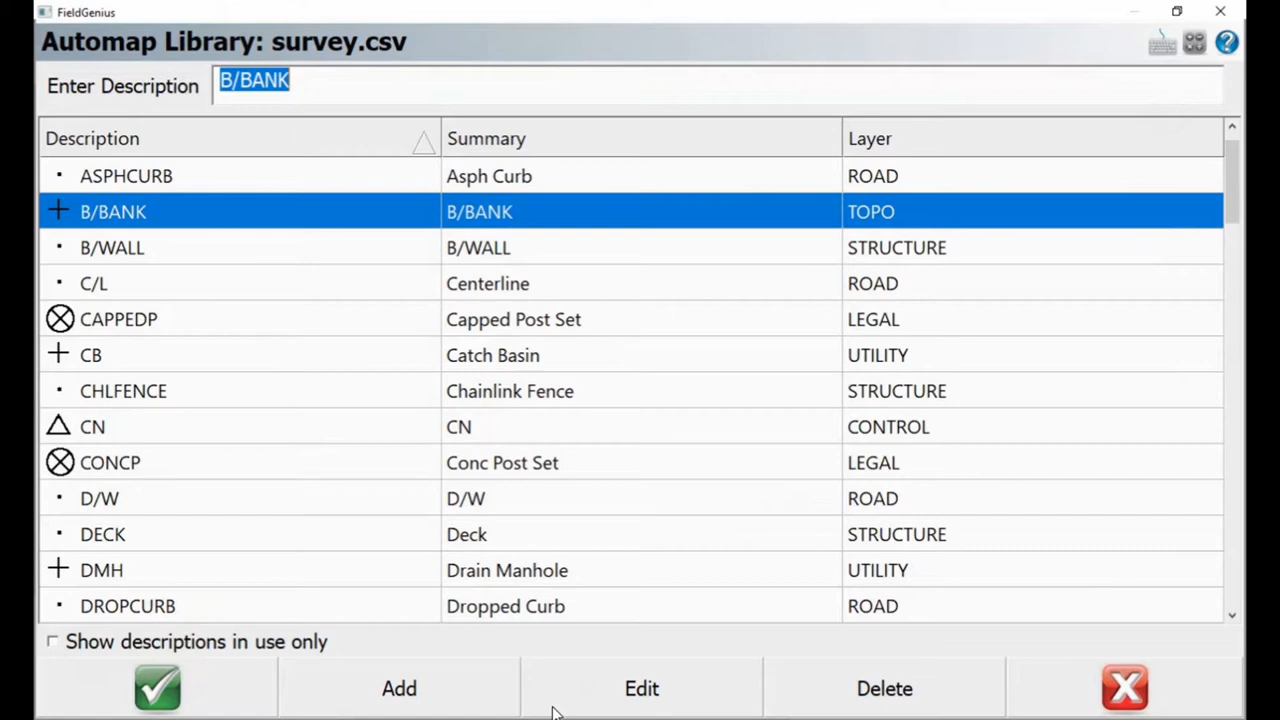 FieldGenius
Automap Library: survey.csv
Enter Description B/BANK
Description Summary Layer
ASPHCURB Asph Curb ROAD
B/BANK B/BANK TOPO
B/WALL B/WALL STRUCTURE
C/L Centerline ROAD
CAPPEDP Capped Post Set LEGAL
CB Catch Basin UTILITY
CHLFENCE Chainlink Fence STRUCTURE
CN CN CONTROL
CONCP Conc Post Set LEGAL
D/W D/W ROAD
DECK Deck STRUCTURE
DMH Drain Manhole UTILITY
DROPCURB Dropped Curb ROAD
Show descriptions in use only
Add Edit Delete